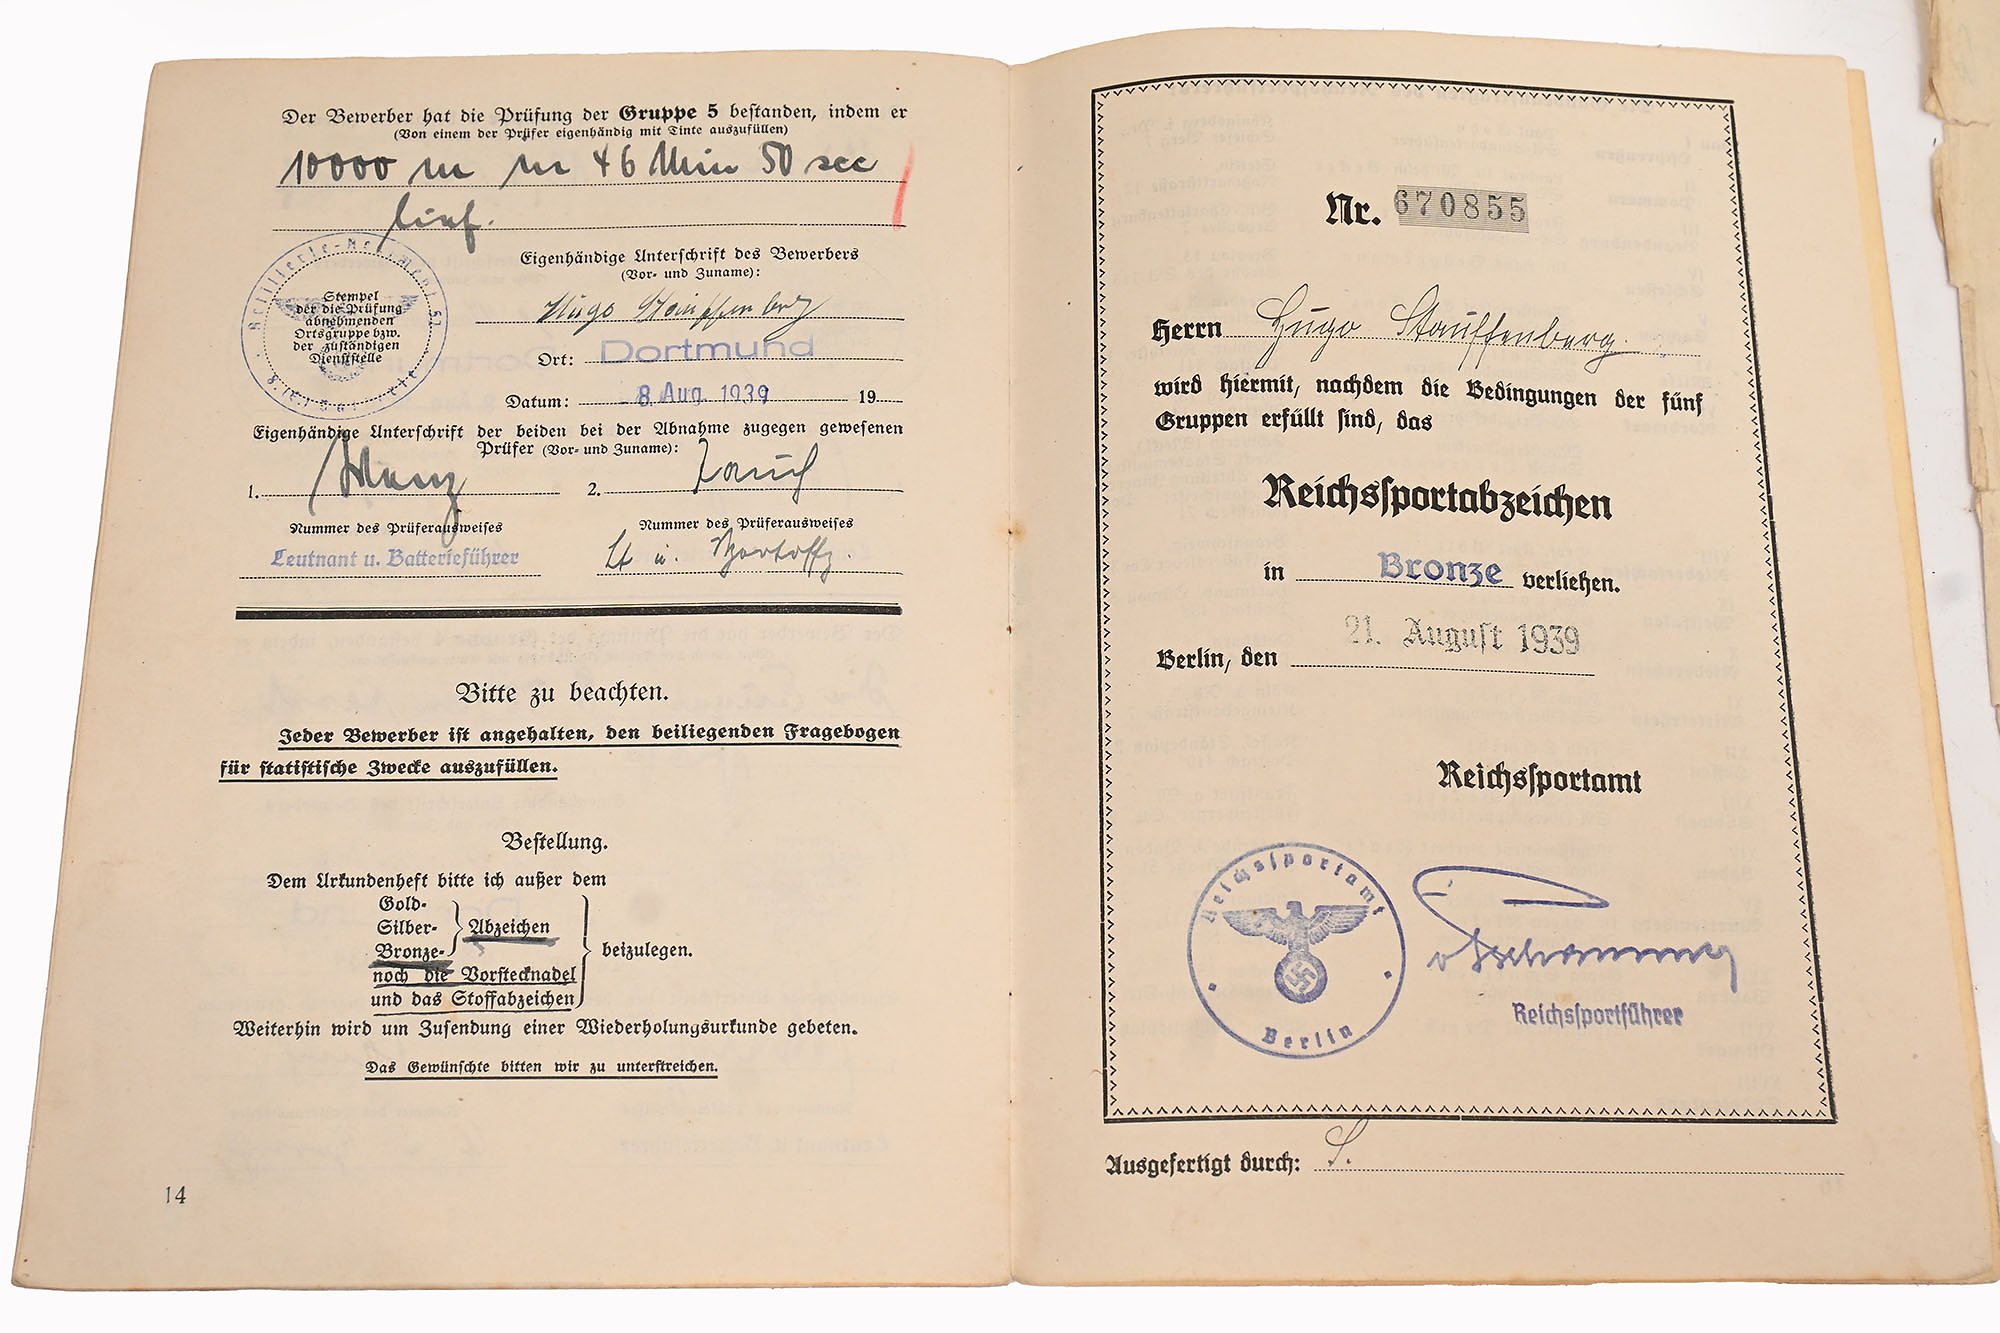 Der Bewerber hat die Prüfung der Gruppe 5 bestanden, indem er
(Von einem der Prüfer eigenhändig mit Tinte auszufüllen)
10000 m in 46 Min 50 sec
lief.
Eigenhändige Unterschrift des Bewerbers
(Vor- und Zuname):
Hugo Stauffenberg
Stempel
der die Prüfung
abnehmenden
Ortsgruppe bzw.
der zuständigen
Dienststelle
Ort: Dortmund
Datum: 8 Aug. 1939 19
Eigenhändige Unterschrift der beiden bei der Abnahme zugegen gewesenen
Prüfer (Vor- und Zuname):
1. 2.
Nummer des Prüferausweises Nummer des Prüferausweises
Leutnant u. Batterieführer Lt u.
Bitte zu beachten.
Jeder Bewerber ist angehalten, den beiliegenden Fragebogen
für statistische Zwecke auszufüllen.
Bestellung.
Dem Urkundenheft bitte ich außer dem
Gold-
Silber- Abzeichen
Bronze- beizulegen.
noch die Vorstecknadel
und das Stoffabzeichen
Weiterhin wird um Zusendung einer Wiederholungsurkunde gebeten.
Das Gewünschte bitten wir zu unterstreichen.
14
Nr. 670855
Herrn Hugo Stauffenberg.
wird hiermit, nachdem die Bedingungen der fünf
Gruppen erfüllt sind, das
Reichssportabzeichen
in Bronze verliehen.
Berlin, den 21. August 1939
Reichssportamt
Reichssportamt
Berlin
Reichssportführer
Ausgefertigt durch: S.